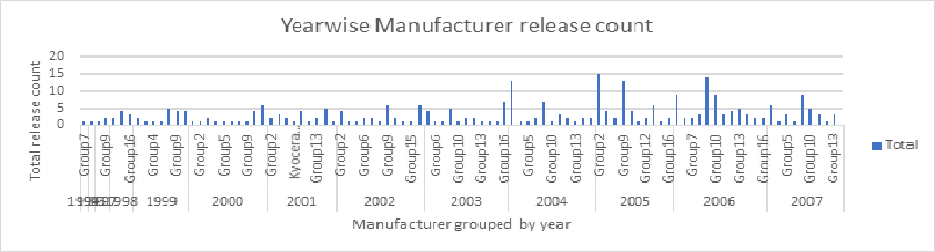 Yearwise Manufacturer release count
20
15
10
5
0
Total release count
Group7 Group9 Group16 Group4 Group9 Group2 Group5 Group9 Group2 Kyocera… Group13 Group2 Group6 Group9 Group15 Group6 Group10 Group13 Group16 Group4 Group10 Group16 Group2 Group9 Group12 Group16 Group6 Group10 Group13 Group16 Group5 Group10 Group13
1998 1999 2000 2001 2002 2003 2004 2005 2006 2007
Manufacturer grouped by year
Total